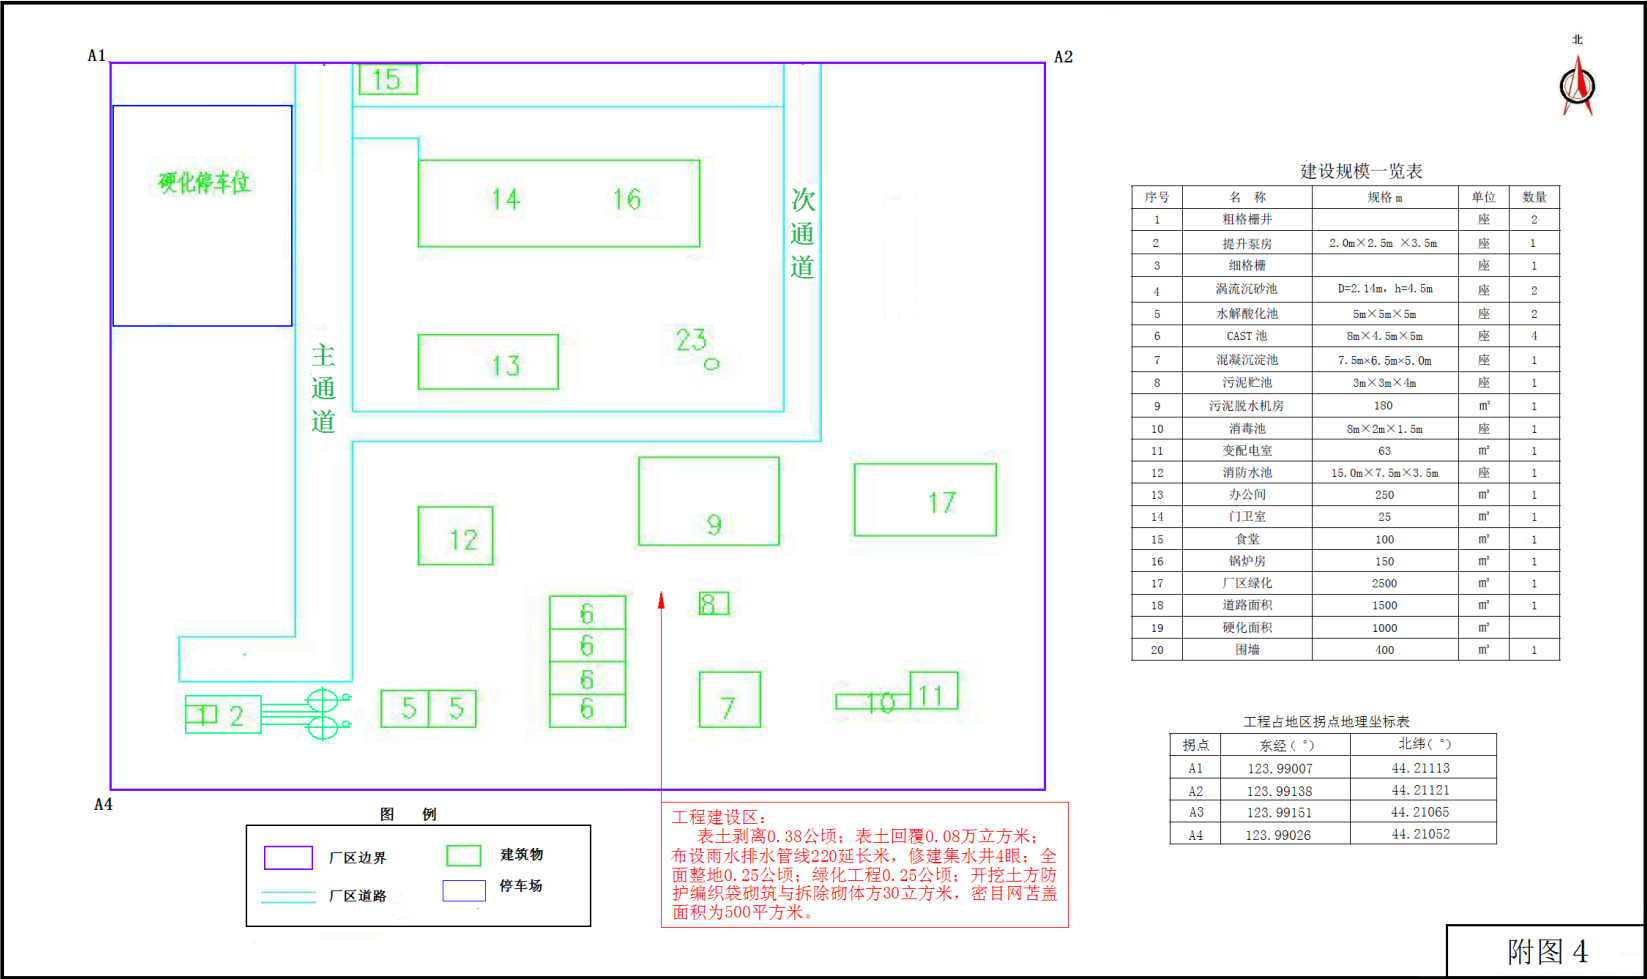 A1
A2
北
15
硬化停车位
14
16
次通道
主通道
13
23
12
9
17
8
6
6
6
6
1
2
5
5
7
10
11
A4
建设规模一览表
序号 名 称 规格m 单位 数量
1 粗格栅井 座 2
2 提升泵房 2.0m×2.5m ×3.5m 座 1
3 细格栅 座 1
4 涡流沉砂池 D=2.14m, h=4.5m 座 2
5 水解酸化池 5m×5m×5m 座 2
6 CAST池 8m×4.5m×5m 座 4
7 混凝沉淀池 7.5m×6.5m×5.0m 座 1
8 污泥贮池 3m×3m×4m 座 1
9 污泥脱水机房 180 ㎡ 1
10 消毒池 8m×2m×1.5m 座 1
11 变配电室 63 ㎡ 1
12 消防水池 15.0m×7.5m×3.5m 座 1
13 办公间 250 ㎡ 1
14 门卫室 25 ㎡ 1
15 食堂 100 ㎡ 1
16 锅炉房 150 ㎡ 1
17 厂区绿化 2500 ㎡ 1
18 道路面积 1500 ㎡ 1
19 硬化面积 1000 ㎡
20 围墙 400 ㎡ 1
工程占地区拐点地理坐标表
拐点 东经( °) 北纬( °)
A1 123.99007 44.21113
A2 123.99138 44.21121
A3 123.99151 44.21065
A4 123.99026 44.21052
图 例
厂区边界
建筑物
厂区道路
停车场
工程建设区:
表土剥离0.38公顷；表土回覆0.08万立方米；
布设雨水排水管线220延长米，修建集水井4眼；全
面整地0.25公顷；绿化工程0.25公顷；开挖土方防
护编织袋砌筑与拆除砌体方30立方米，密目网苫盖
面积为500平方米。
附图 4